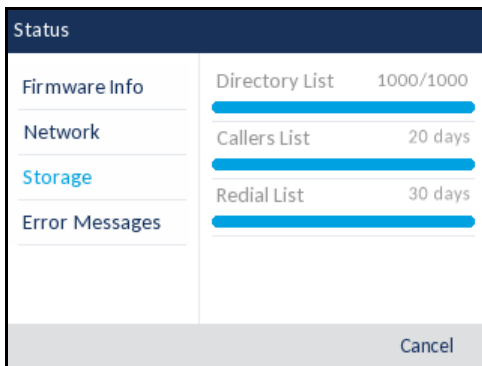 Status
Firmware Info
Network
Storage
Error Messages
Directory List 1000/1000
Callers List 20 days
Redial List 30 days
Cancel